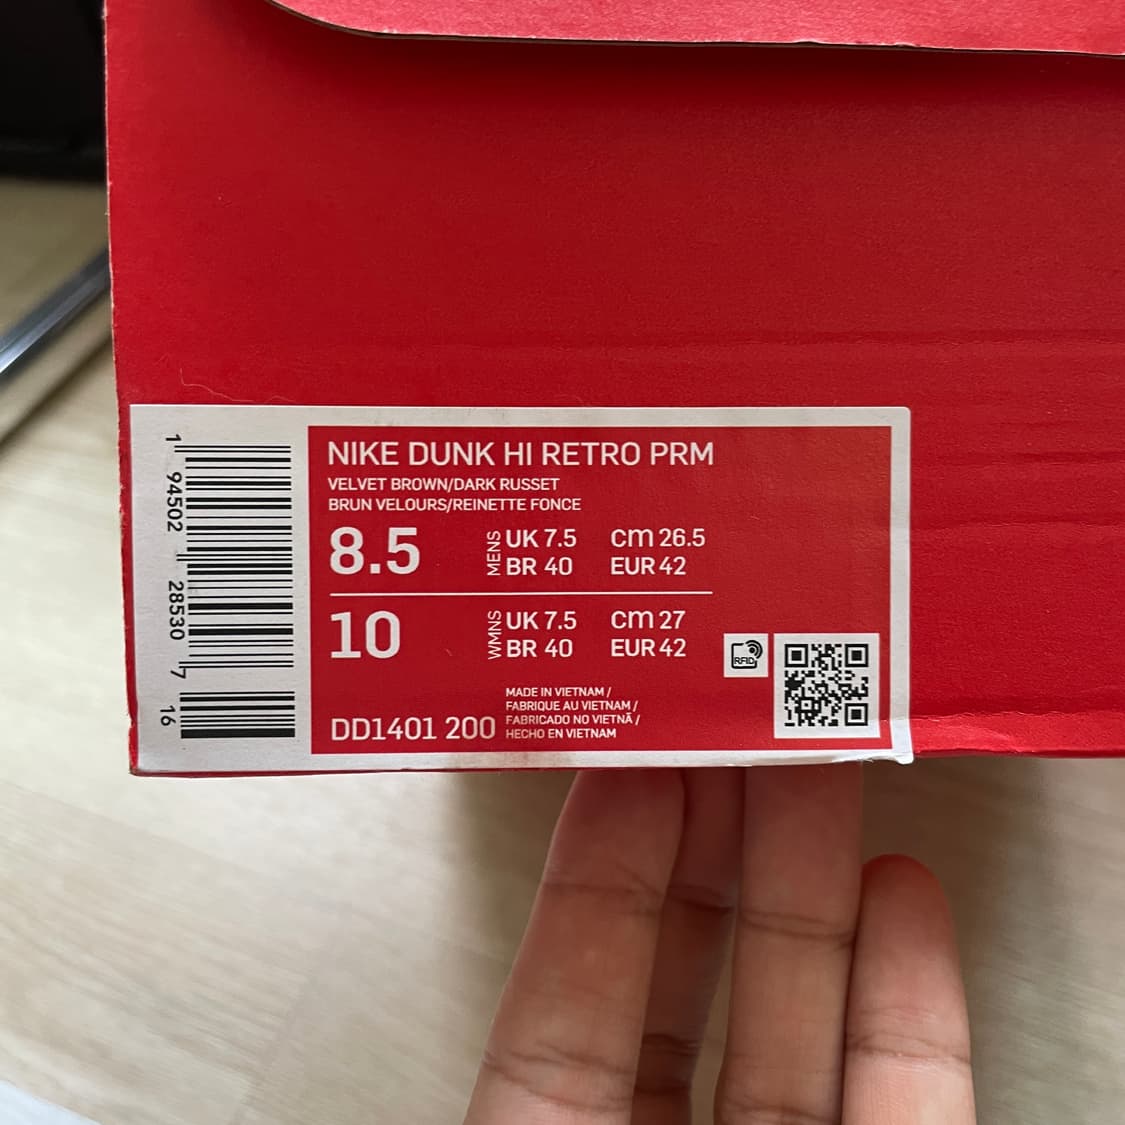 1 94502 28530 7 16
NIKE DUNK HI RETRO PRM
VELVET BROWN/DARK RUSSET
BRUN VELOURS/REINETTE FONCE
8.5 MENS UK 7.5 cm 26.5
BR 40 EUR 42
10 WMNS UK 7.5 cm 27
BR 40 EUR 42
RFID
DD1401 200
MADE IN VIETNAM /
FABRIQUE AU VIETNAM /
FABRICADO NO VIETNÃ /
HECHO EN VIETNAM